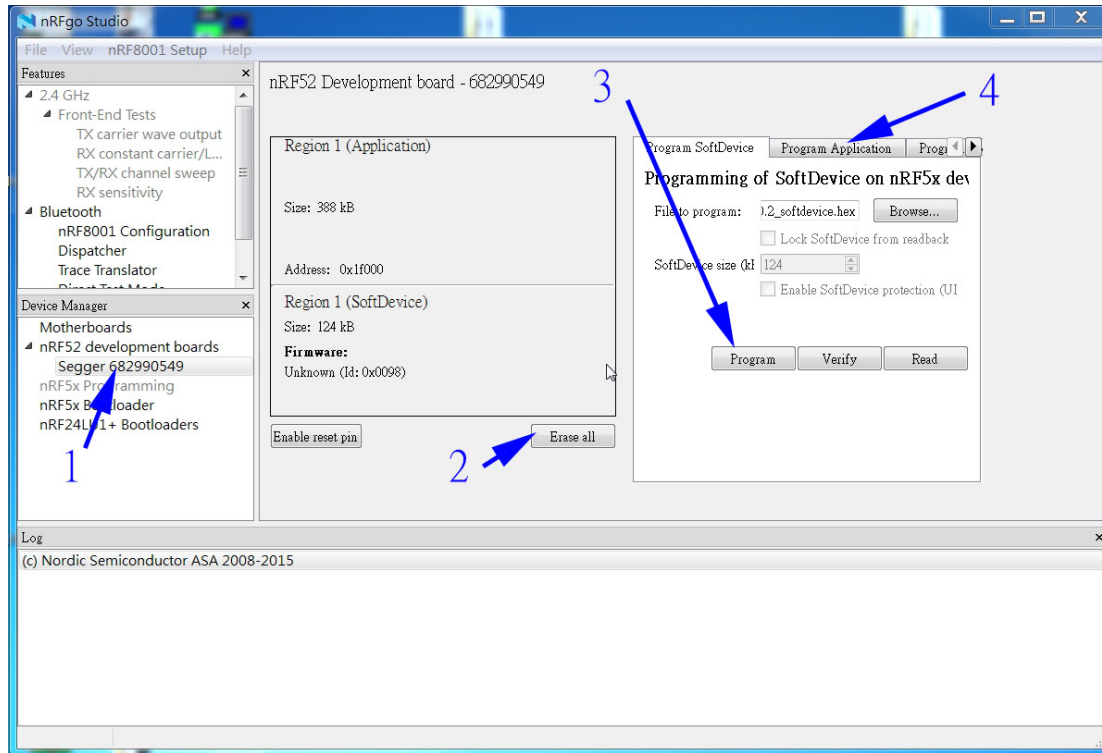 nRFgo Studio
File View nRF8001 Setup Help
Features
2.4 GHz
Front-End Tests
TX carrier wave output
RX constant carrier/L...
TX/RX channel sweep
RX sensitivity
Bluetooth
nRF8001 Configuration
Dispatcher
Trace Translator
Direct Test Mode
Device Manager
Motherboards
nRF52 development boards
Segger 682990549
nRF5x Programming
nRF5x Bootloader
nRF24LU1+ Bootloaders
1
nRF52 Development board - 682990549
Region 1 (Application)
Size: 388 kB
Address: 0x1f000
Region 1 (SoftDevice)
Size: 124 kB
Firmware:
Unknown (Id: 0x0098)
Enable reset pin
Erase all
2
3
4
Program SoftDevice Program Application Progr
Programming of SoftDevice on nRF5x dev
File to program: ).2_softdevice.hex Browse...
Lock SoftDevice from readback
SoftDevice size (kB 124
Enable SoftDevice protection (UI
Program Verify Read
Log
(c) Nordic Semiconductor ASA 2008-2015